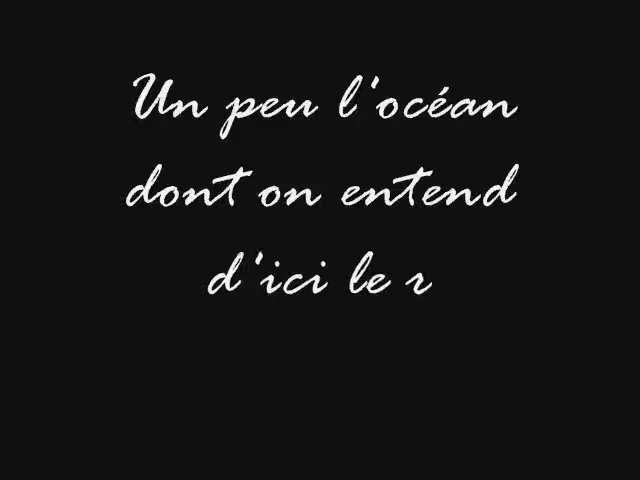 Un peu l'océan
dont on entend
d'ici le r